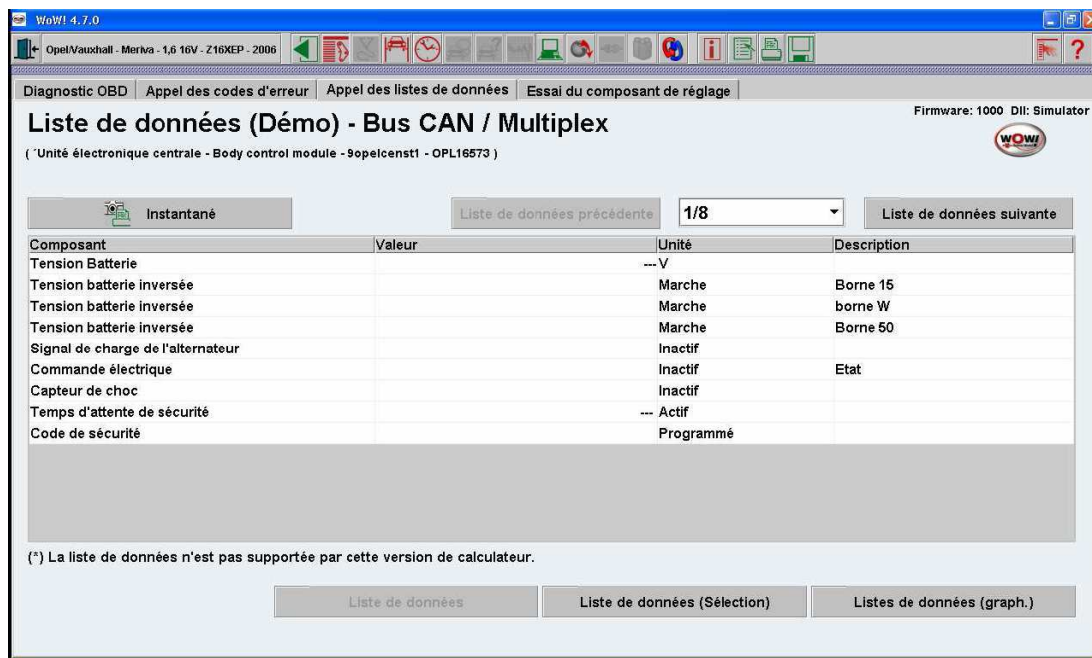 WoW! 4.7.0
Opel/Vauxhall - Meriva - 1,6 16V - Z16XEP - 2006
Diagnostic OBD Appel des codes d'erreur Appel des listes de données Essai du composant de réglage
Firmware: 1000 Dll: Simulator
Liste de données (Démo) - Bus CAN / Multiplex
WOW!
( ´Unité électronique centrale - Body control module - 9opelcenst1 - OPL16573 )
Instantané Liste de données précédente 1/8 Liste de données suivante
Composant Valeur Unité Description
Tension Batterie --- V
Tension batterie inversée Marche Borne 15
Tension batterie inversée Marche borne W
Tension batterie inversée Marche Borne 50
Signal de charge de l'alternateur Inactif
Commande électrique Inactif Etat
Capteur de choc Inactif
Temps d'attente de sécurité --- Actif
Code de sécurité Programmé
(*) La liste de données n'est pas supportée par cette version de calculateur.
Liste de données Liste de données (Sélection) Listes de données (graph.)